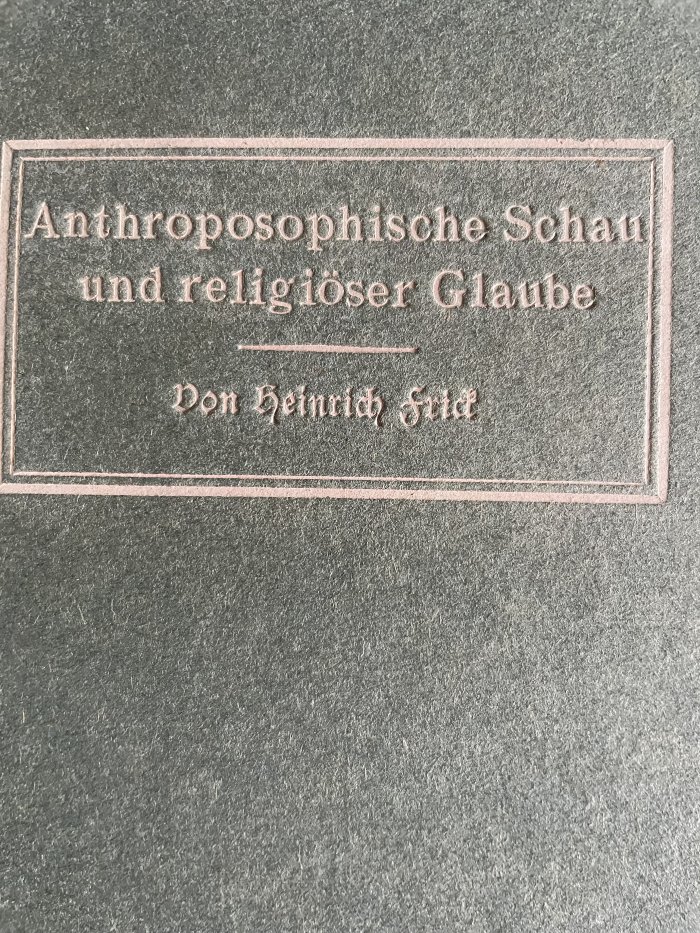 Anthroposophische Schau
und religiöser Glaube
Von Heinrich Frick